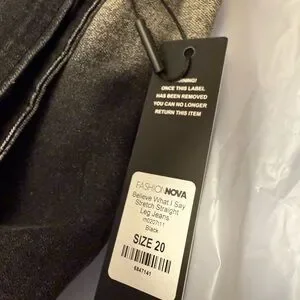 WARNING!
ONCE THIS LABEL
HAS BEEN REMOVED
YOU CAN NO LONGER
RETURN THIS ITEM
FASHIONNOVA
Believe What I Say
Stretch Straight
Leg Jeans
Black
SIZE 20
6847141